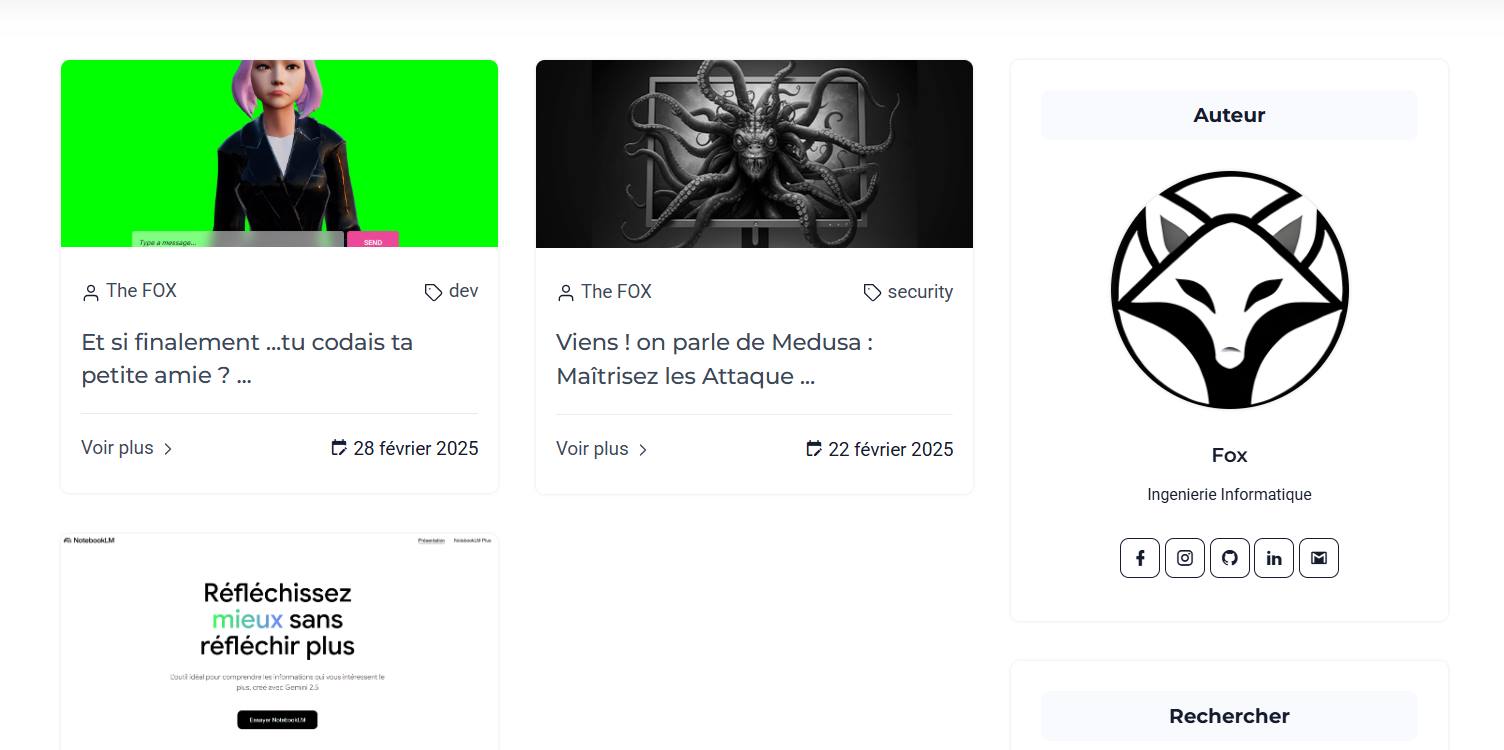 Type a message...
SEND
The FOX
dev
Et si finalement ...tu codais ta
petite amie ? ...
Voir plus
28 février 2025
The FOX
security
Viens ! on parle de Medusa :
Maîtrisez les Attaque ...
Voir plus
22 février 2025
NotebookLM
Présentation
NotebookLM Plus
Réfléchissez
mieux sans
réfléchir plus
L'outil idéal pour comprendre les informations qui vous intéressent le
plus, créé avec Gemini 2.5
Essayer NotebookLM
Auteur
Fox
Ingenierie Informatique
Rechercher